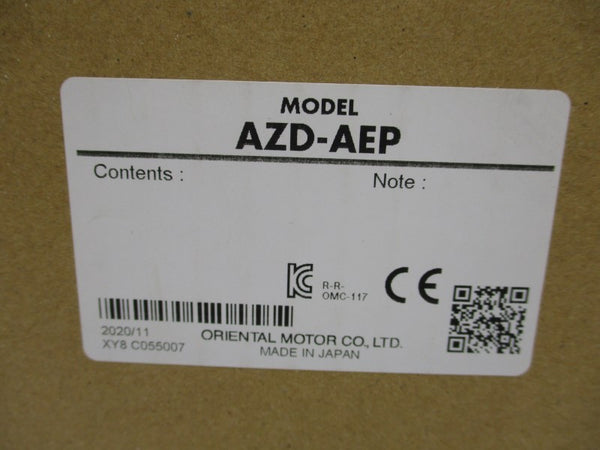 MODEL
AZD-AEP
Contents :
Note :
R-R-
OMC-117
CE
2020/11
XY8 C055007
ORIENTAL MOTOR CO., LTD.
MADE IN JAPAN